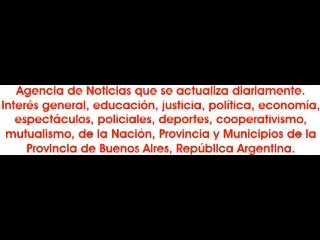 Agencia de Noticias que se actualiza diariamente.
Interés general, educación, justicia, política, economía,
espectáculos, policiales, deportes, cooperativismo,
mutualismo, de la Nación, Provincia y Municipios de la
Provincia de Buenos Aires, República Argentina.